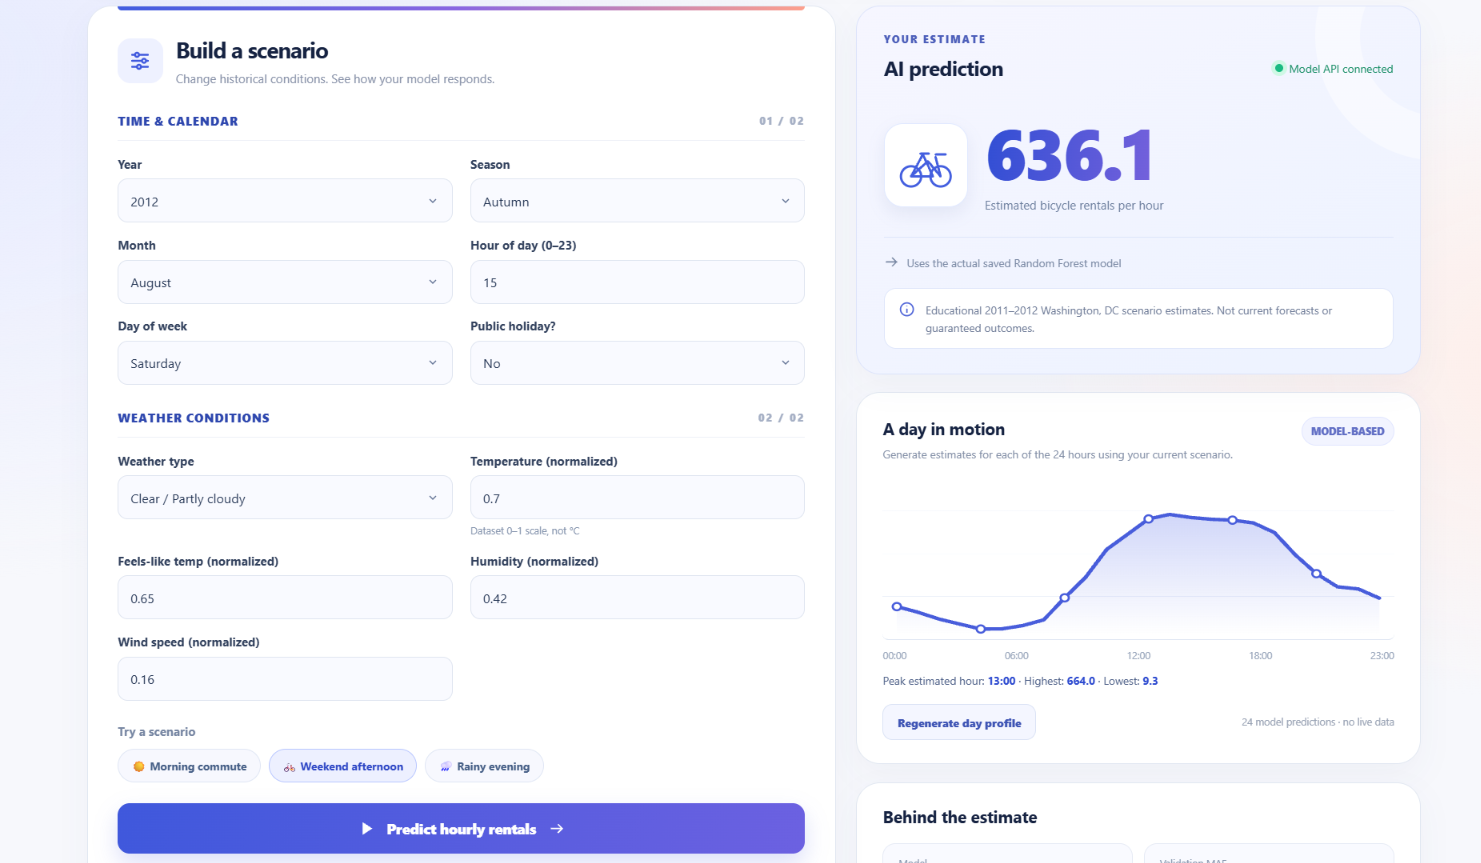 Build a scenario
Change historical conditions. See how your model responds.
TIME & CALENDAR
01 / 02
Year
Season
2012
Autumn
Month
Hour of day (0–23)
August
15
Day of week
Public holiday?
Saturday
No
WEATHER CONDITIONS
02 / 02
Weather type
Temperature (normalized)
Clear / Partly cloudy
0.7
Dataset 0–1 scale, not °C
Feels-like temp (normalized)
Humidity (normalized)
0.65
0.42
Wind speed (normalized)
0.16
Try a scenario
Morning commute
Weekend afternoon
Rainy evening
Predict hourly rentals
YOUR ESTIMATE
AI prediction
Model API connected
636.1
Estimated bicycle rentals per hour
Uses the actual saved Random Forest model
Educational 2011–2012 Washington, DC scenario estimates. Not current forecasts or
guaranteed outcomes.
A day in motion
MODEL-BASED
Generate estimates for each of the 24 hours using your current scenario.
00:00
06:00
12:00
18:00
23:00
Peak estimated hour: 13:00 · Highest: 664.0 · Lowest: 9.3
Regenerate day profile
24 model predictions · no live data
Behind the estimate
Model
Validation MAE